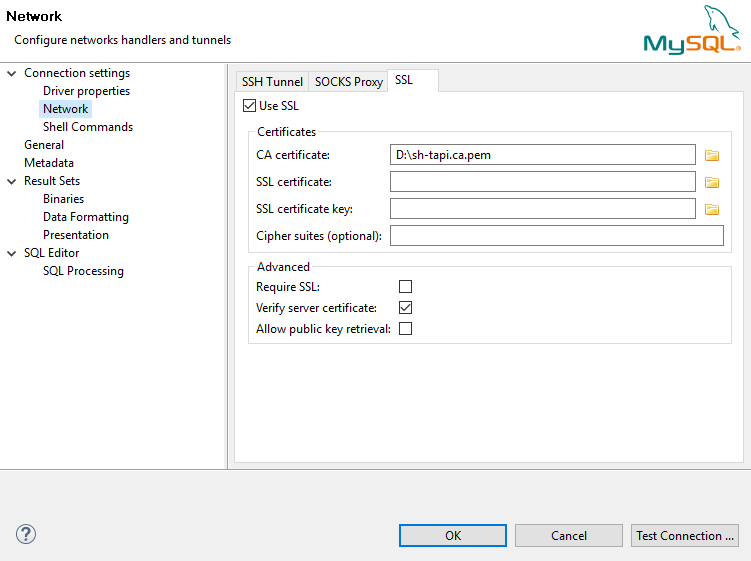 Network
Configure networks handlers and tunnels
MySQL®
Connection settings
Driver properties
Network
Shell Commands
General
Metadata
Result Sets
Binaries
Data Formatting
Presentation
SQL Editor
SQL Processing
SSH Tunnel SOCKS Proxy SSL
Use SSL
Certificates
CA certificate: D:\sh-tapi.ca.pem
SSL certificate:
SSL certificate key:
Cipher suites (optional):
Advanced
Require SSL:
Verify server certificate:
Allow public key retrieval:
?
OK Cancel Test Connection ...